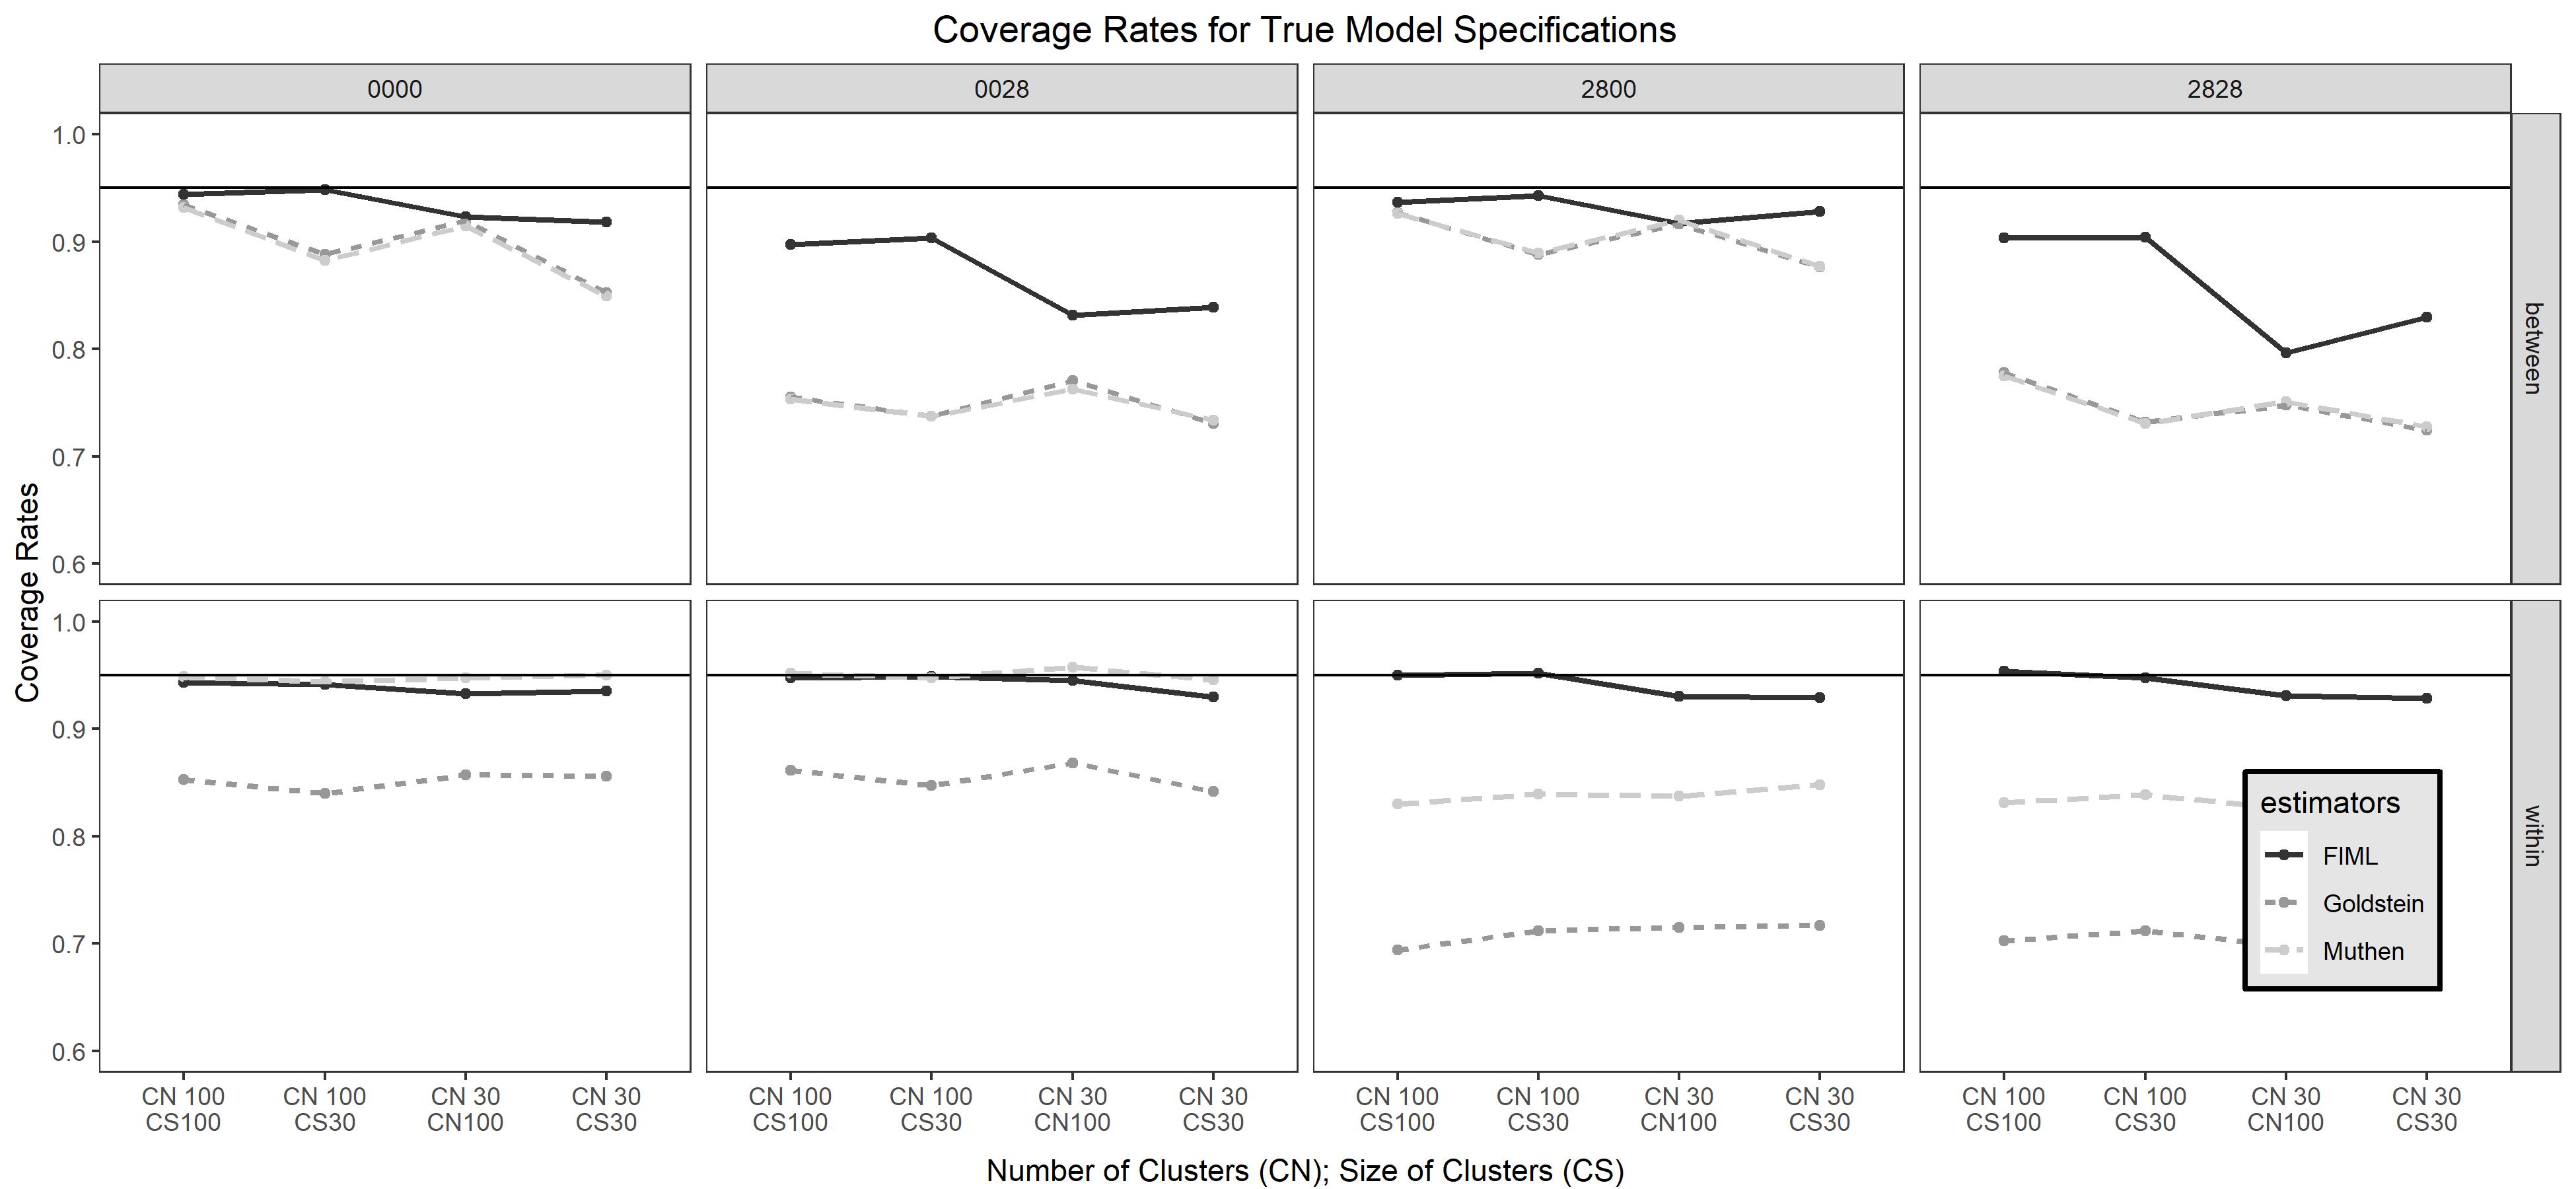 Coverage Rates for True Model Specifications
0000
0028
2800
2828
Coverage Rates
1.0
0.9
0.8
0.7
0.6
between
1.0
0.9
0.8
0.7
0.6
within
estimators
FIML
Goldstein
Muthen
CN 100
CS100
CN 100
CS30
CN 30
CN100
CN 30
CS30
CN 100
CS100
CN 100
CS30
CN 30
CN100
CN 30
CS30
CN 100
CS100
CN 100
CS30
CN 30
CN100
CN 30
CS30
CN 100
CS100
CN 100
CS30
CN 30
CN100
CN 30
CS30
Number of Clusters (CN); Size of Clusters (CS)